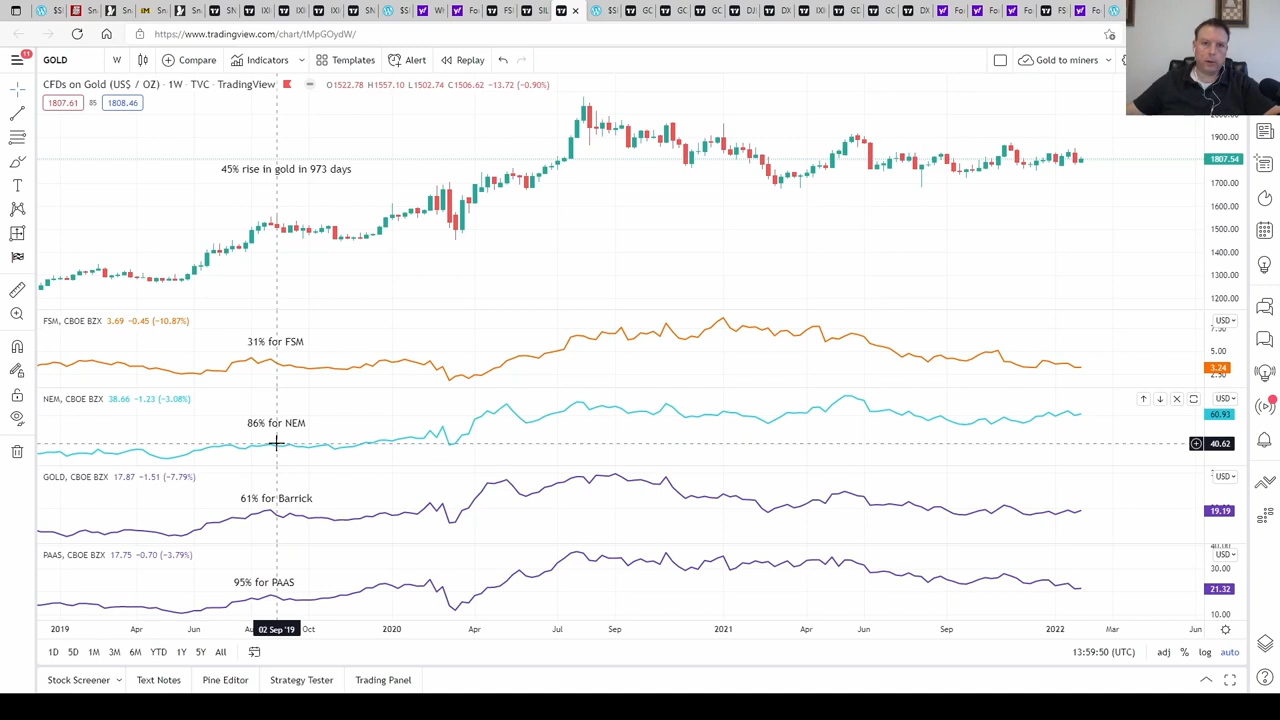 https://www.tradingview.com/chart/tMpGOydW/
11
GOLD W Compare Indicators Templates Alert Replay Gold to miners
CFDs on Gold (US$ / OZ) · 1W · TVC · TradingView O1522.78 H1557.10 L1502.74 C1506.62 −13.72 (−0.90%)
1807.61 85 1808.46
1900.00
45% rise in gold in 973 days
1807.54
1700.00
1600.00
1500.00
1400.00
1300.00
1200.00
FSM, CBOE BZX 3.69 −0.45 (−10.87%) USD
31% for FSM
5.00
3.24
NEM, CBOE BZX 38.66 −1.23 (−3.08%) USD
60.93
86% for NEM
40.62
GOLD, CBOE BZX 17.87 −1.51 (−7.79%) USD
61% for Barrick
19.19
PAAS, CBOE BZX 17.75 −0.70 (−3.79%) USD
30.00
95% for PAAS
21.32
10.00
2019 Apr Jun 02 Sep '19 Oct 2020 Apr Jul Sep 2021 Apr Jun Sep 2022 Mar Jun
1D 5D 1M 3M 6M YTD 1Y 5Y All 13:59:50 (UTC) adj % log auto
Stock Screener Text Notes Pine Editor Strategy Tester Trading Panel